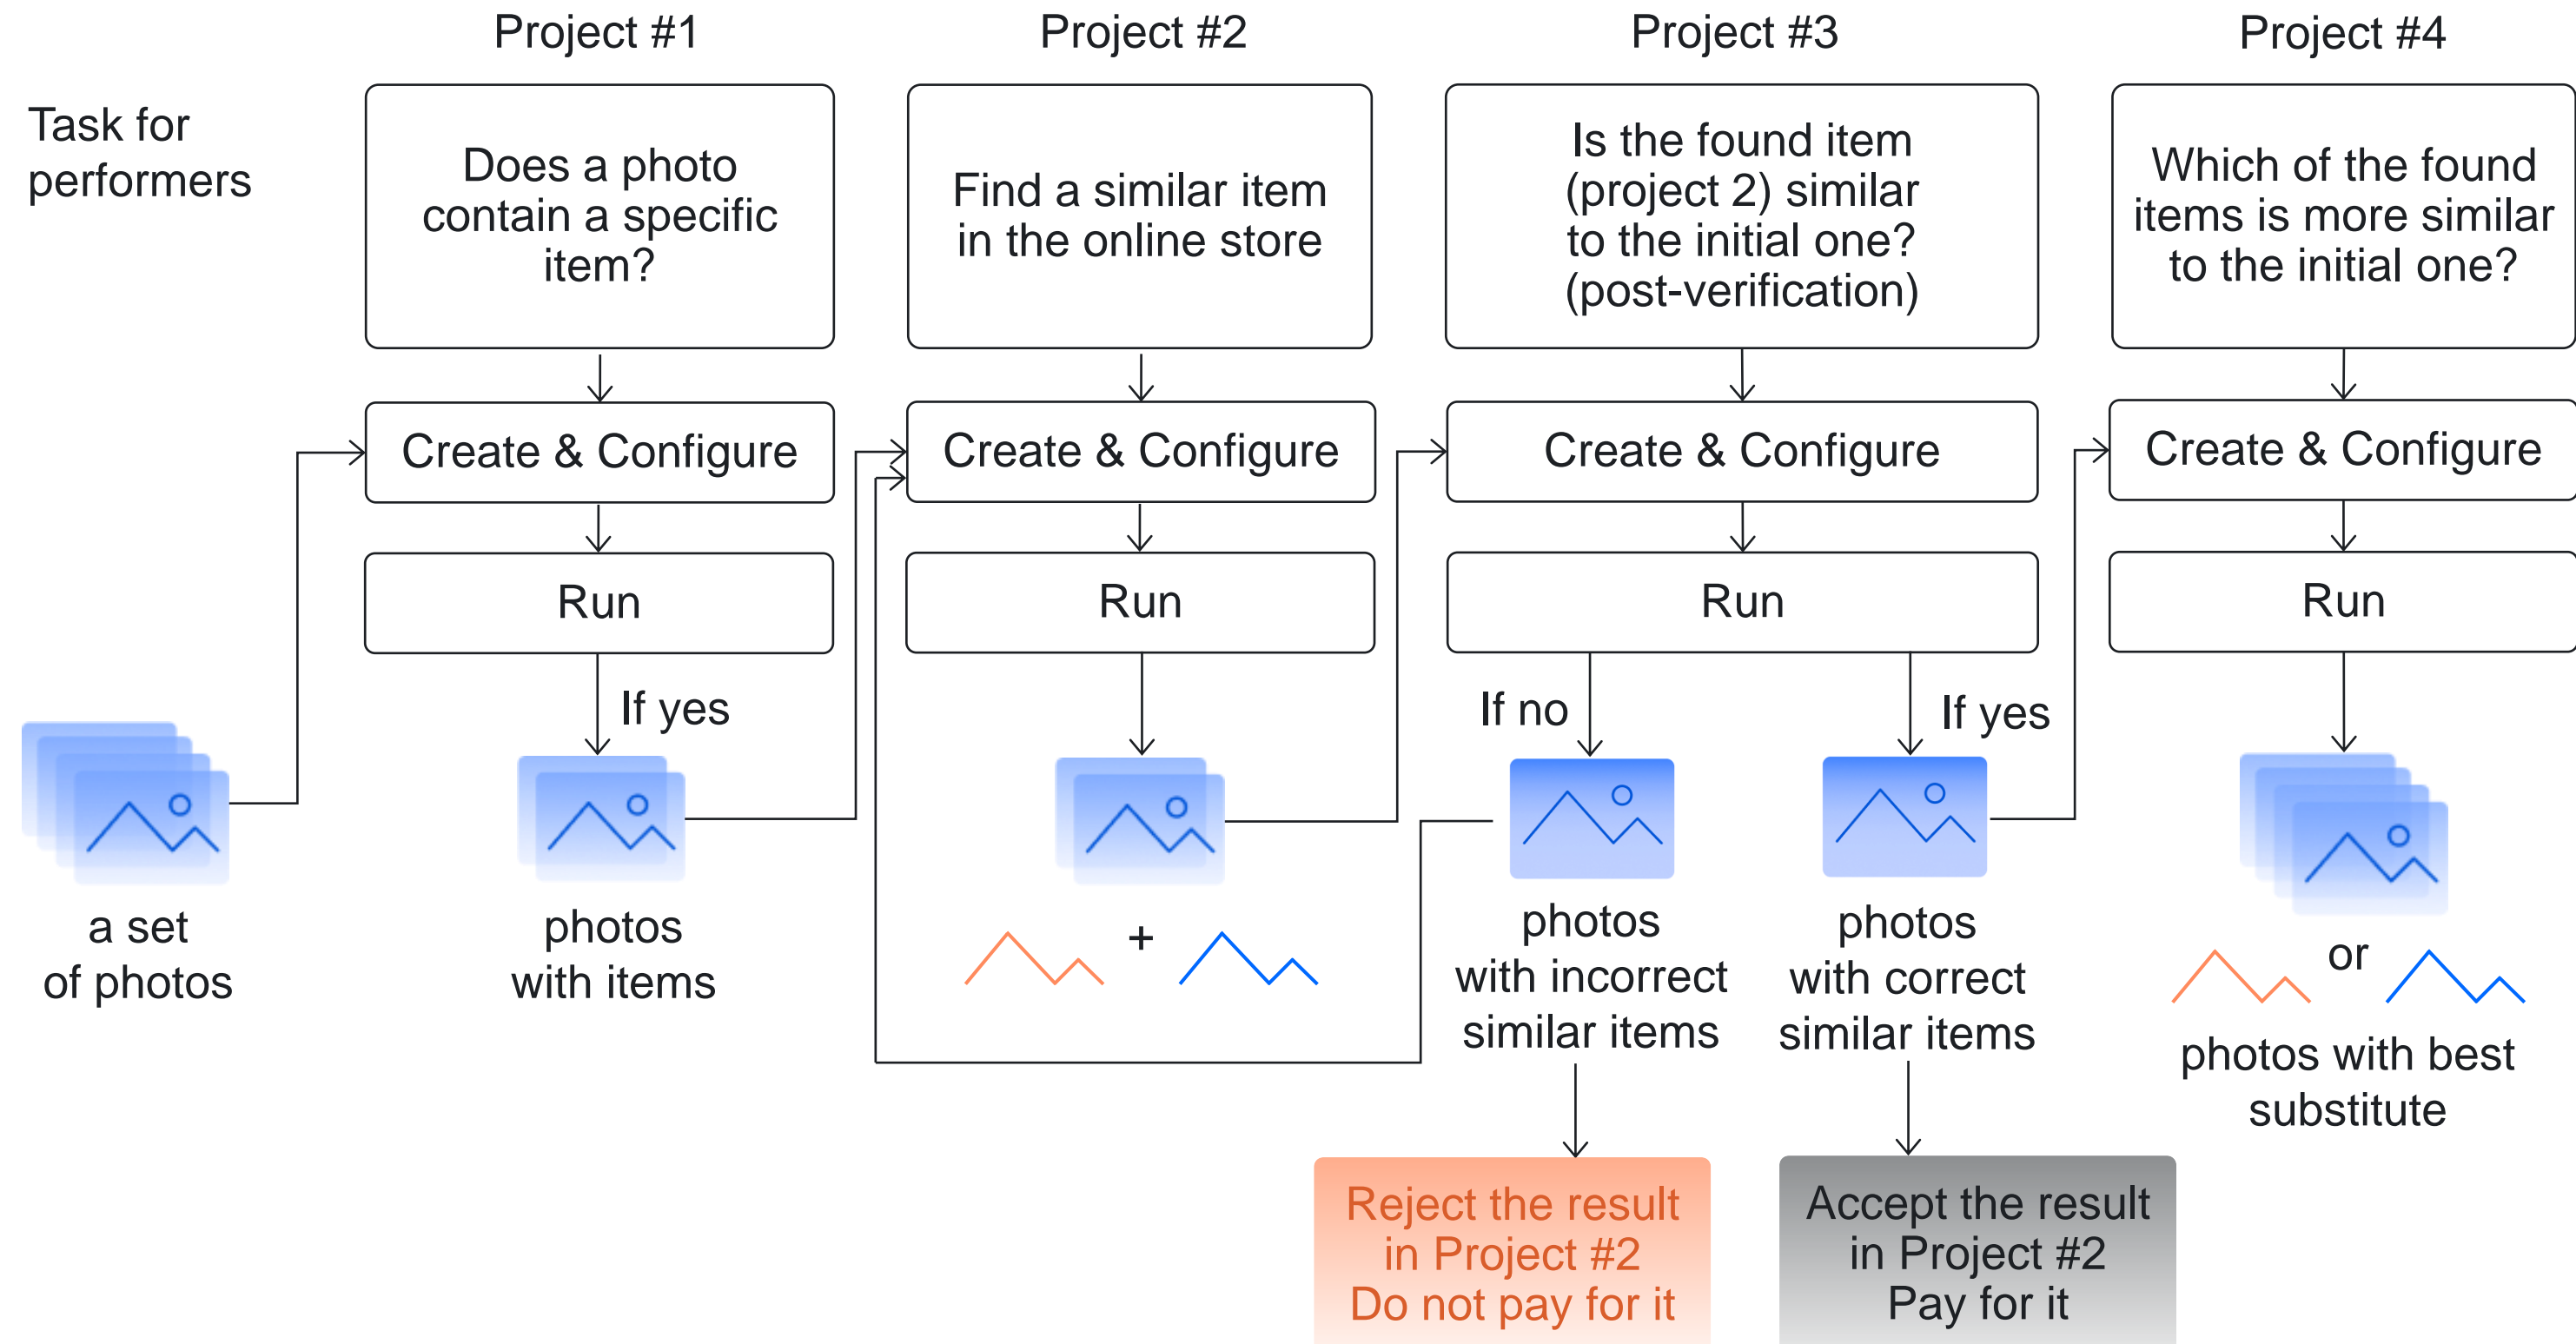 Project #1
Project #2
Project #3
Project #4
Task for
performers
Does a photo
contain a specific
item?
Find a similar item
in the online store
Is the found item
(project 2) similar
to the initial one?
(post-verification)
Which of the found
items is more similar
to the initial one?
Create & Configure
Create & Configure
Create & Configure
Create & Configure
Run
Run
Run
Run
If yes
If no
If yes
a set
of photos
photos
with items
+
photos
with incorrect
similar items
photos
with correct
similar items
or
photos with best
substitute
Reject the result
in Project #2
Do not pay for it
Accept the result
in Project #2
Pay for it